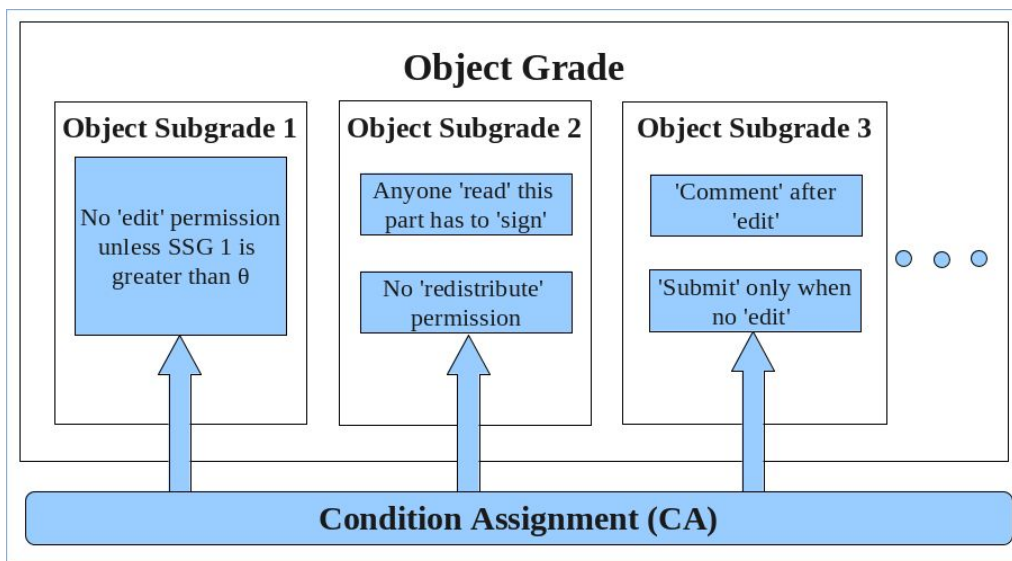 Object Grade
Object Subgrade 1
No 'edit' permission
unless SSG 1 is
greater than θ
Object Subgrade 2
Anyone 'read' this
part has to 'sign'
No 'redistribute'
permission
Object Subgrade 3
'Comment' after
'edit'
'Submit' only when
no 'edit'
Condition Assignment (CA)